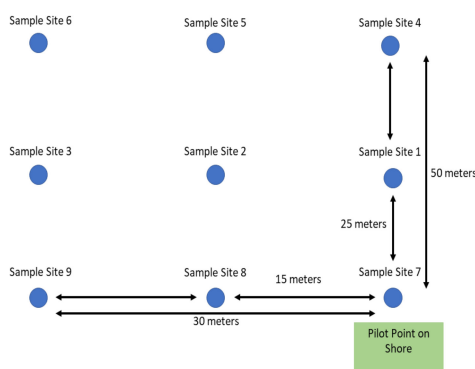 Sample Site 6
Sample Site 5
Sample Site 4
Sample Site 3
Sample Site 2
Sample Site 1
50 meters
25 meters
Sample Site 9
Sample Site 8
15 meters
Sample Site 7
30 meters
Pilot Point on
Shore